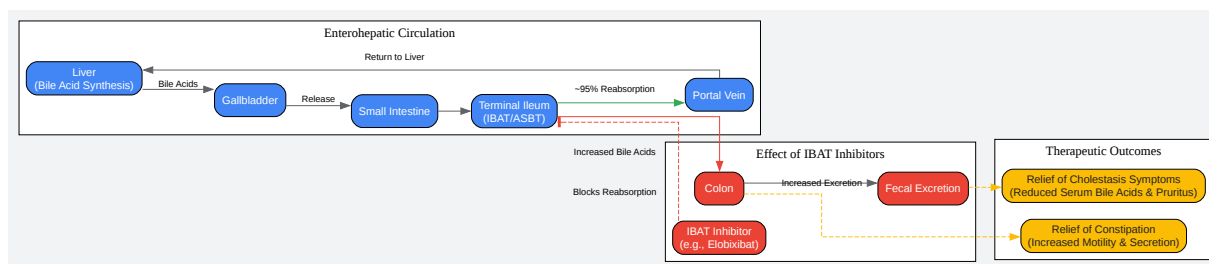 Enterohepatic Circulation
Return to Liver
Liver
(Bile Acid Synthesis)
Bile Acids
Gallbladder
Release
Small Intestine
Terminal Ileum
(IBAT/ASBT)
~95% Reabsorption
Portal Vein
Increased Bile Acids
Blocks Reabsorption
Effect of IBAT Inhibitors
Colon
Increased Excretion
Fecal Excretion
IBAT Inhibitor
(e.g., Elobixibat)
Therapeutic Outcomes
Relief of Cholestasis Symptoms
(Reduced Serum Bile Acids & Pruritus)
Relief of Constipation
(Increased Motility & Secretion)